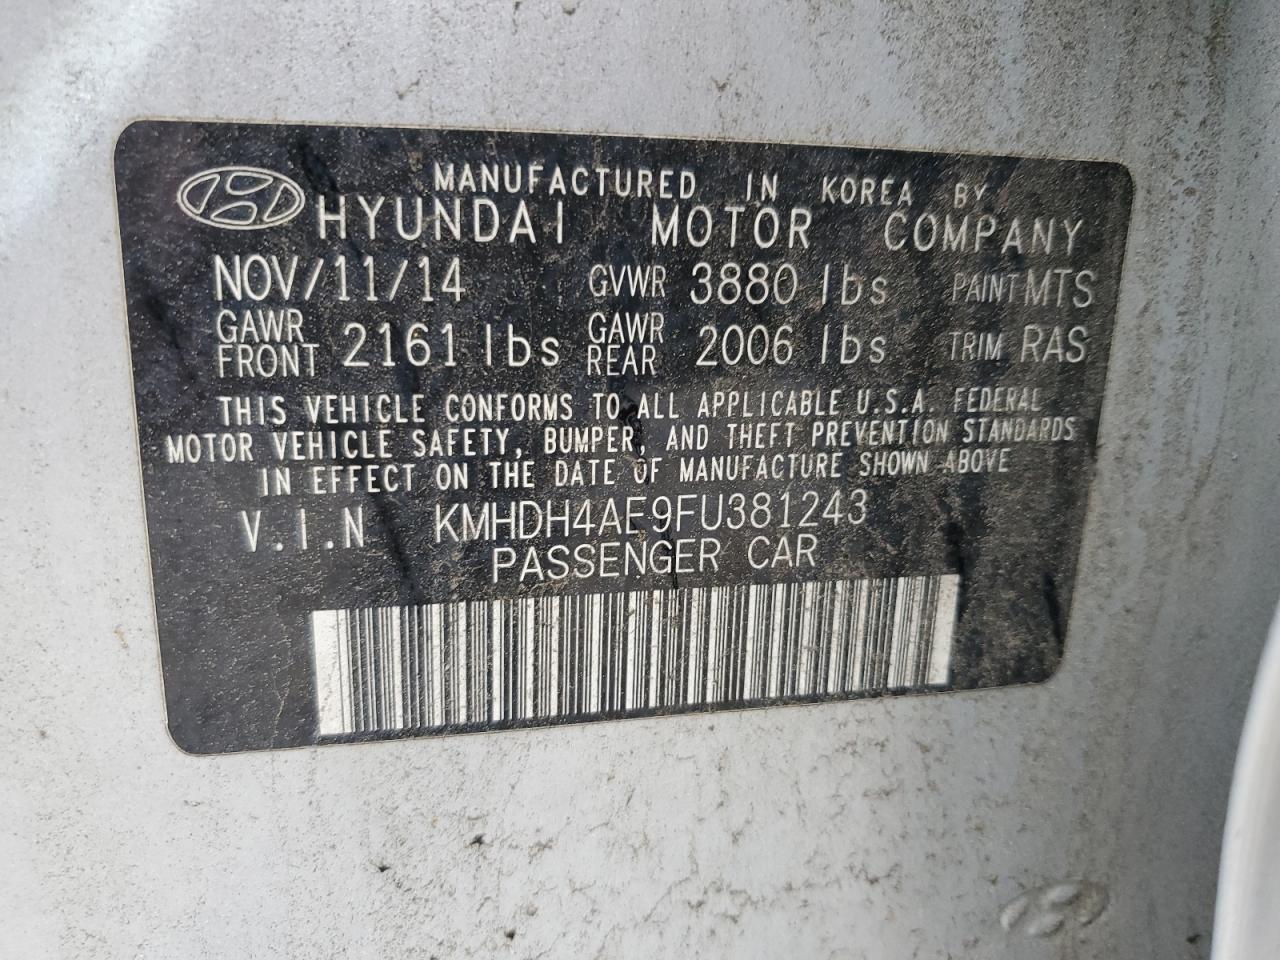 MANUFACTURED IN KOREA BY
HYUNDAI MOTOR COMPANY
NOV/11/14 GVWR 3880 lbs PAINT MTS
GAWR FRONT 2161 lbs GAWR REAR 2006 lbs TRIM RAS
THIS VEHICLE CONFORMS TO ALL APPLICABLE U.S.A. FEDERAL
MOTOR VEHICLE SAFETY, BUMPER, AND THEFT PREVENTION STANDARDS
IN EFFECT ON THE DATE OF MANUFACTURE SHOWN ABOVE
V.I.N KMHDH4AE9FU381243
PASSENGER CAR